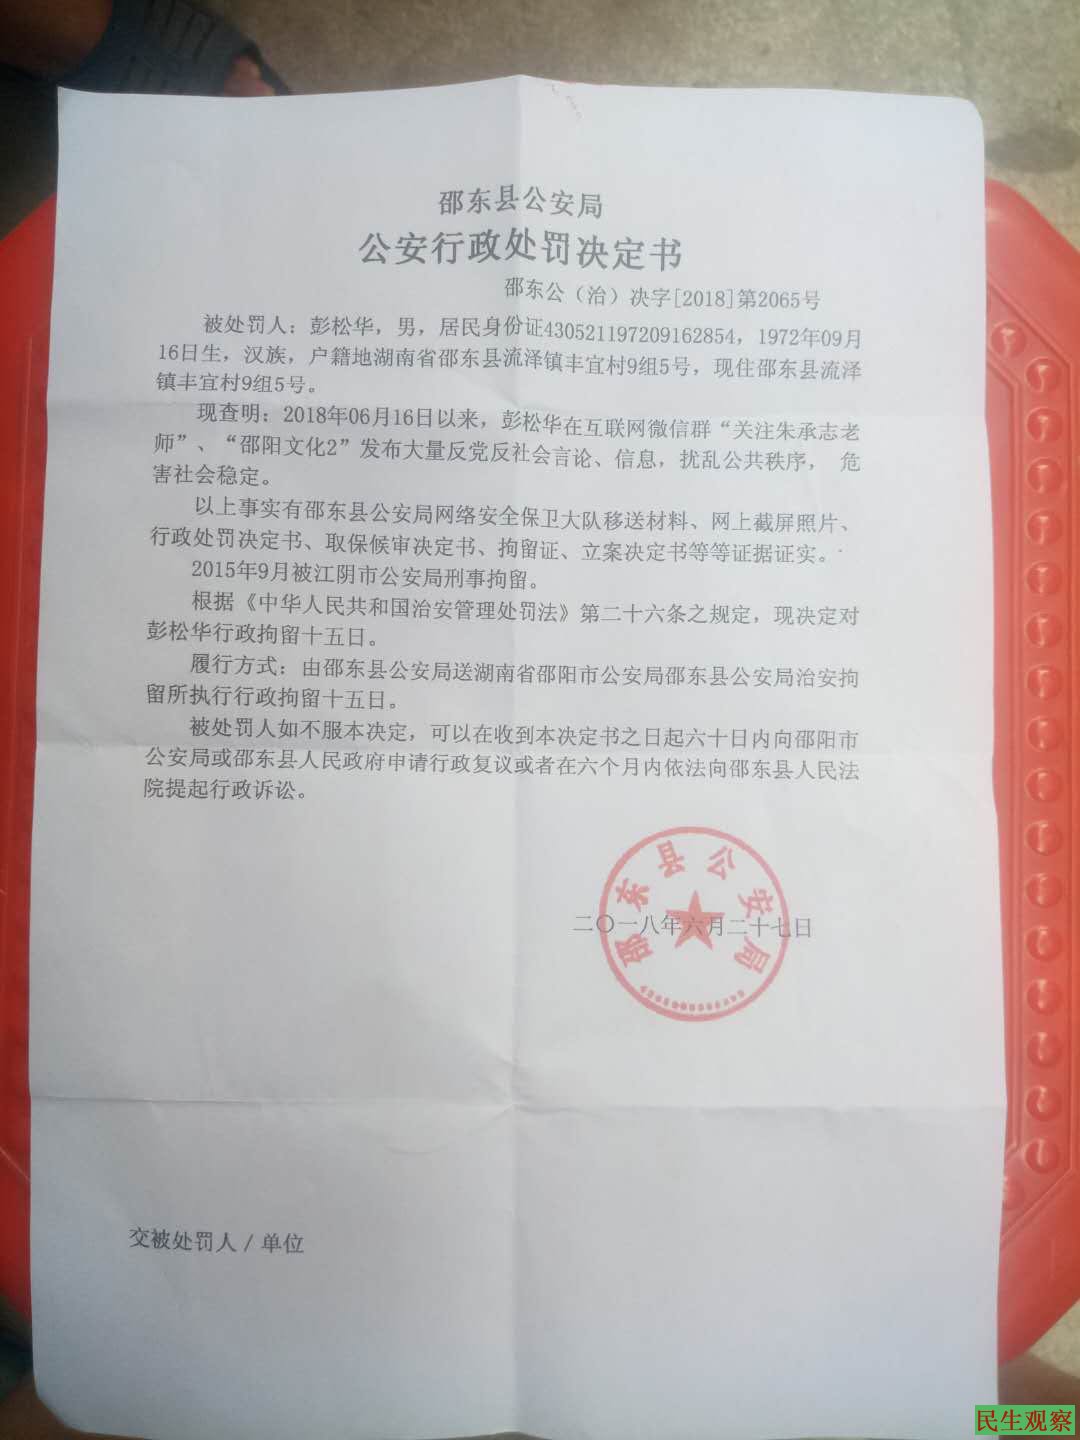 邵东县公安局
公安行政处罚决定书
邵东公（治）决字[2018]第2065号
被处罚人：彭松华，男，居民身份证430521197209162854，1972年09月
16日生，汉族，户籍地湖南省邵东县流泽镇丰宜村9组5号，现住邵东县流泽
镇丰宜村9组5号。
现查明：2018年06月16日以来，彭松华在互联网微信群“关注朱承志老
师”、“邵阳文化2”发布大量反党反社会言论、信息，扰乱公共秩序， 危
害社会稳定。
以上事实有邵东县公安局网络安全保卫大队移送材料、网上截屏照片、
行政处罚决定书、取保候审决定书、拘留证、立案决定书等等证据证实。
2015年9月被江阴市公安局刑事拘留。
根据《中华人民共和国治安管理处罚法》第二十六条之规定，现决定对
彭松华行政拘留十五日。
履行方式：由邵东县公安局送湖南省邵阳市公安局邵东县公安局治安拘
留所执行行政拘留十五日。
被处罚人如不服本决定，可以在收到本决定书之日起六十日内向邵阳市
公安局或邵东县人民政府申请行政复议或者在六个月内依法向邵东县人民法
院提起行政诉讼。
邵东县公安局
二〇一八年六月二十七日
交被处罚人/单位
民生观察